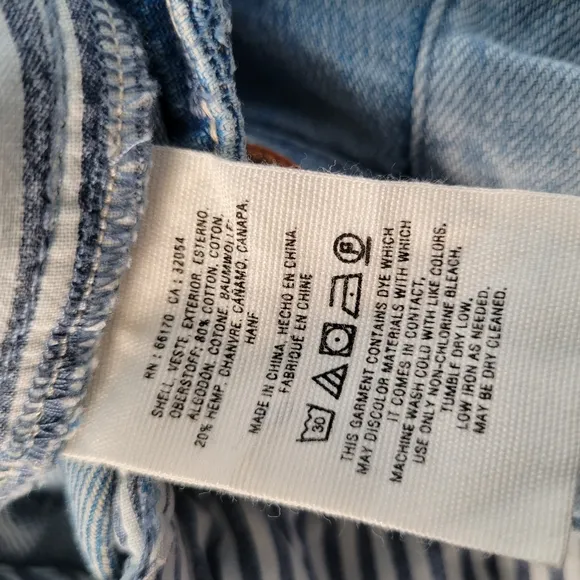 RN : 66170 CA : 32054
SHELL, VESTE, EXTERIOR, ESTERNO,
OBERSTOFF: 80% COTTON, COTON,
ALGODÓN, COTONE, BAUMWOLLE
20% HEMP, CHANVRE, CÁÑAMO, CANAPA,
HANF
MADE IN CHINA, HECHO EN CHINA,
FABRIQUÉ EN CHINE
30 P
THIS GARMENT CONTAINS DYE WHICH
MAY DISCOLOR MATERIALS WITH WHICH
IT COMES IN CONTACT.
MACHINE WASH COLD WITH LIKE COLORS,
USE ONLY NON-CHLORINE BLEACH,
TUMBLE DRY LOW,
LOW IRON AS NEEDED,
MAY BE DRY CLEANED.